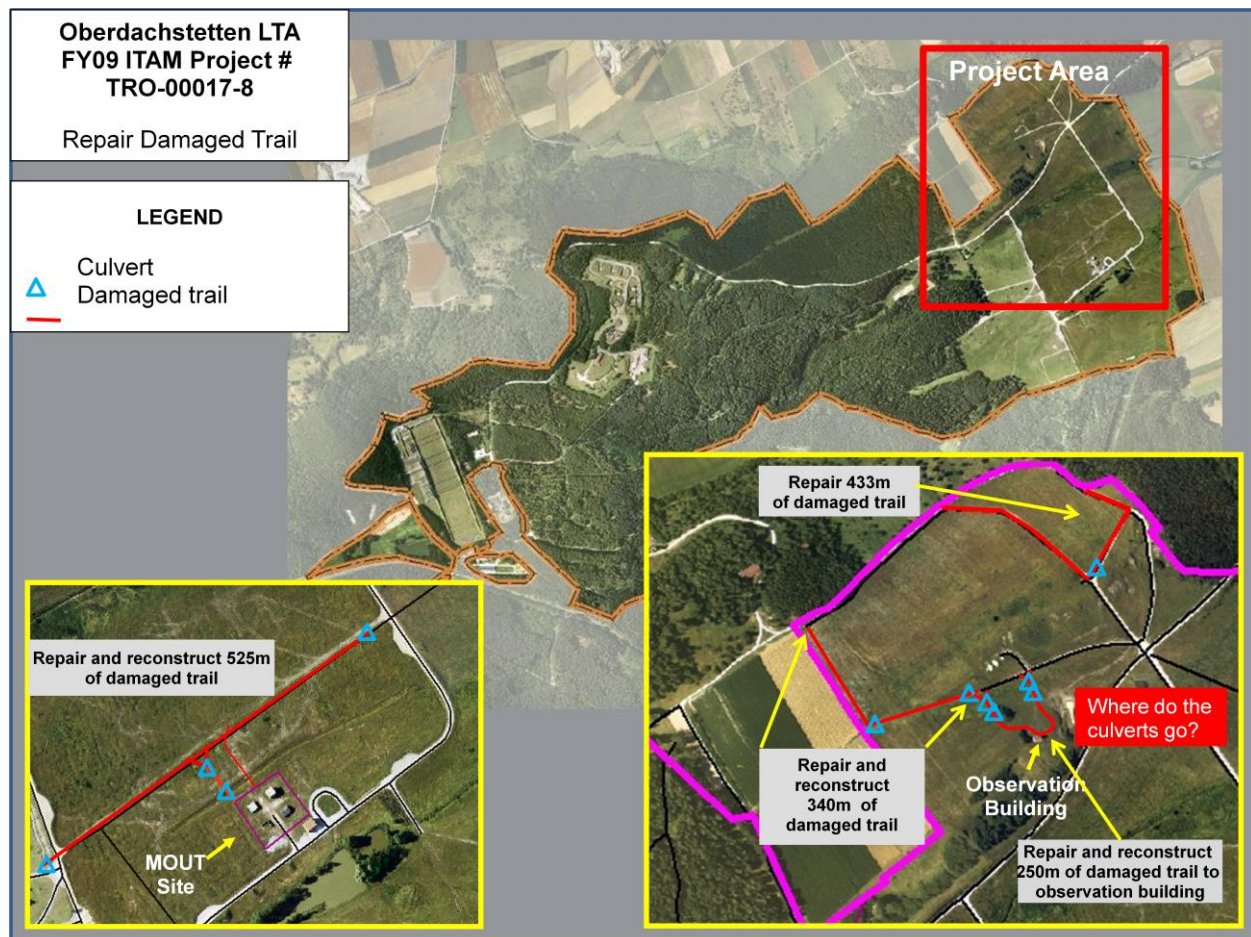 Oberdachstetten LTA
FY09 ITAM Project #
TRO-00017-8
Repair Damaged Trail
LEGEND
Culvert
Damaged trail
Project Area
Repair and reconstruct 525m
of damaged trail
MOUT
Site
Repair 433m
of damaged trail
Where do the
culverts go?
Repair and
reconstruct
340m of
damaged trail
Observation
Building
Repair and reconstruct
250m of damaged trail to
observation building